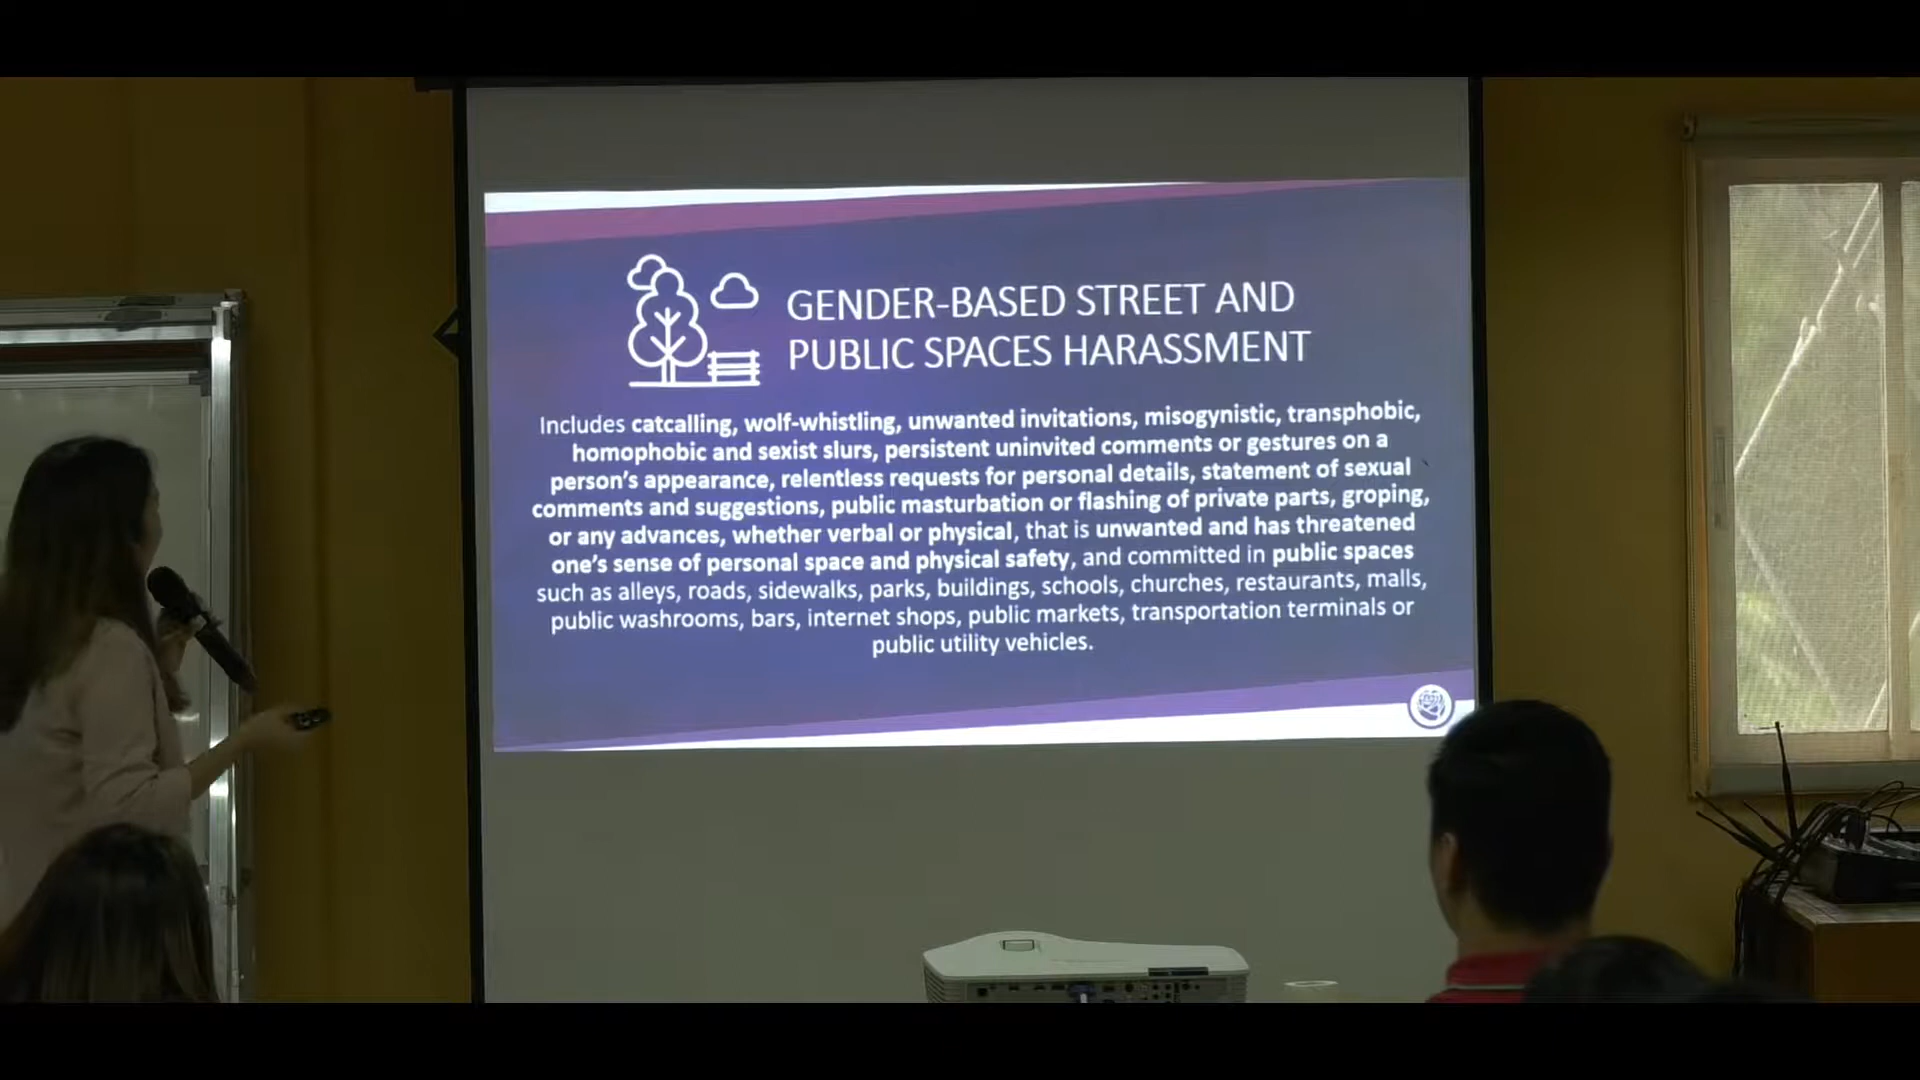 GENDER-BASED STREET AND
PUBLIC SPACES HARASSMENT
Includes catcalling, wolf-whistling, unwanted invitations, misogynistic, transphobic,
homophobic and sexist slurs, persistent uninvited comments or gestures on a
person's appearance, relentless requests for personal details, statement of sexual
comments and suggestions, public masturbation or flashing of private parts, groping,
or any advances, whether verbal or physical, that is unwanted and has threatened
one's sense of personal space and physical safety, and committed in public spaces
such as alleys, roads, sidewalks, parks, buildings, schools, churches, restaurants, malls,
public washrooms, bars, internet shops, public markets, transportation terminals or
public utility vehicles.